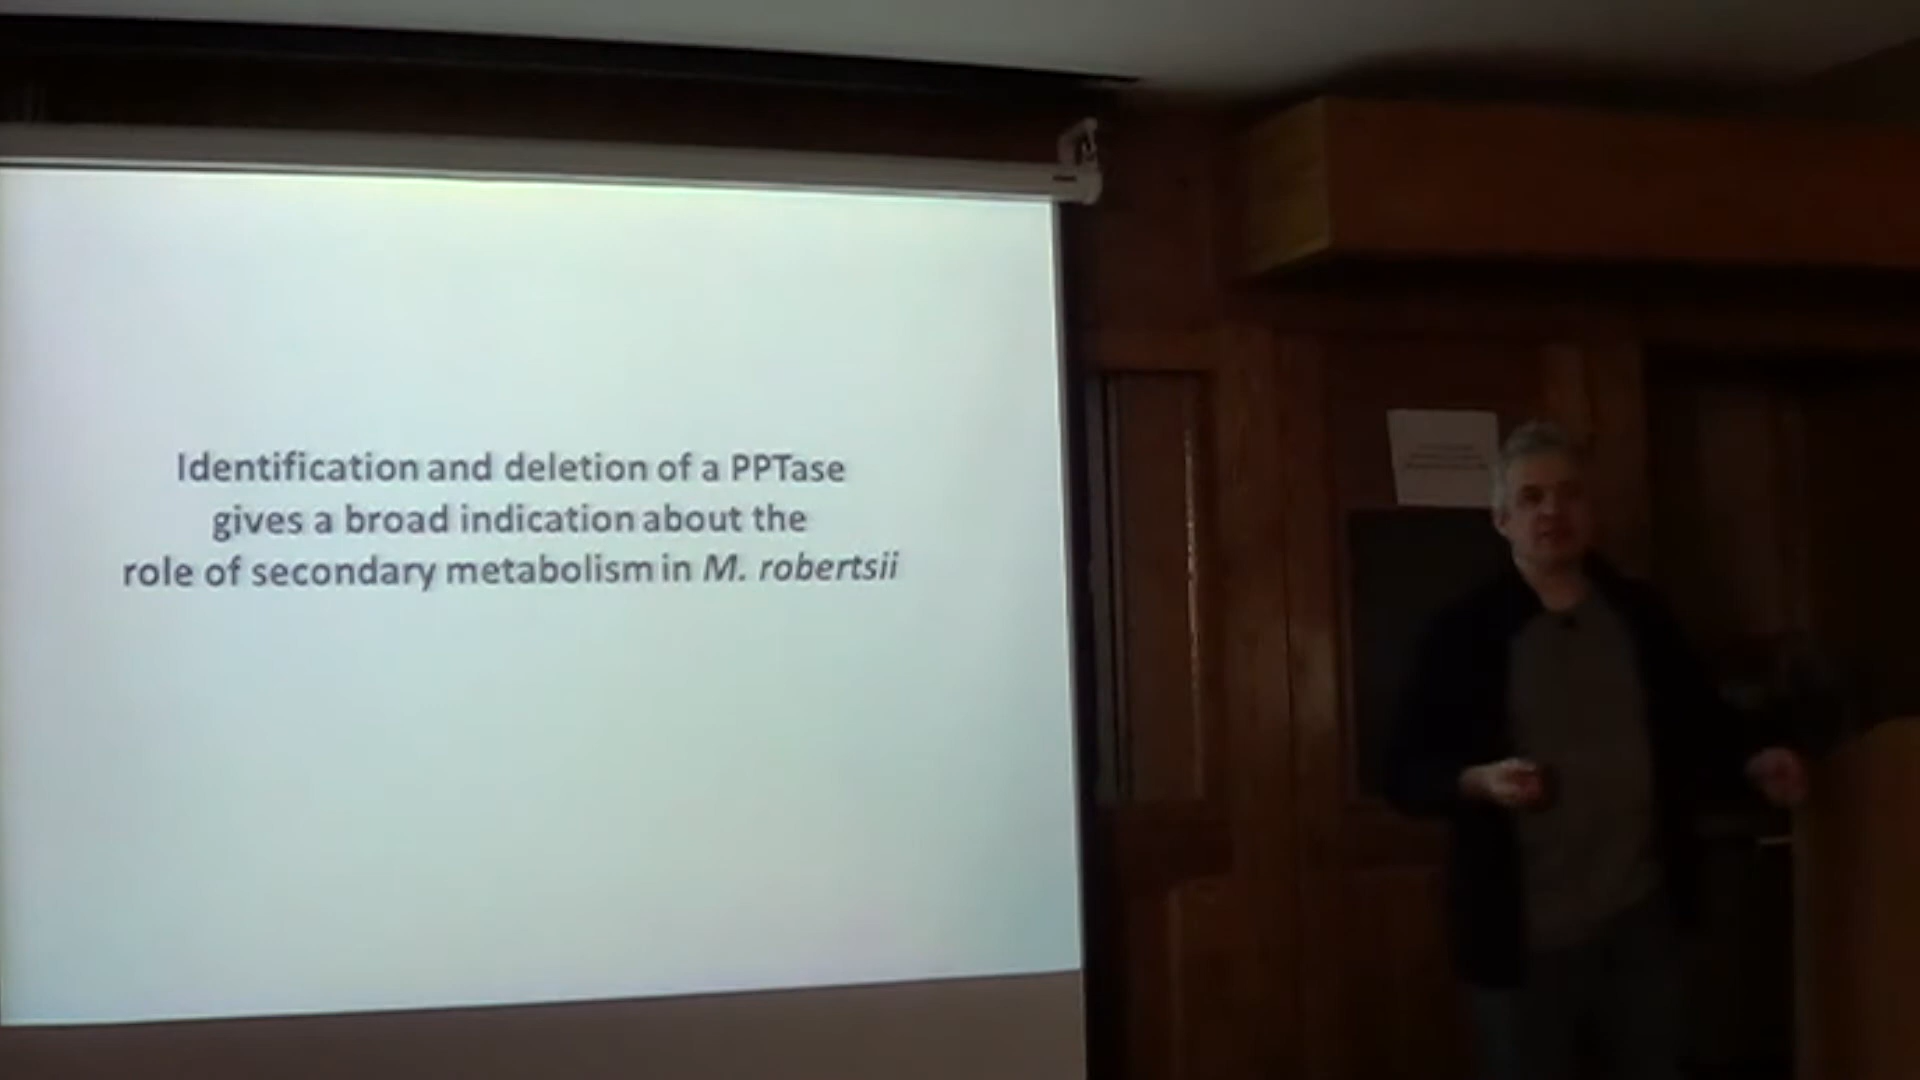 Identification and deletion of a PPTase
gives a broad indication about the
role of secondary metabolism in M. robertsii